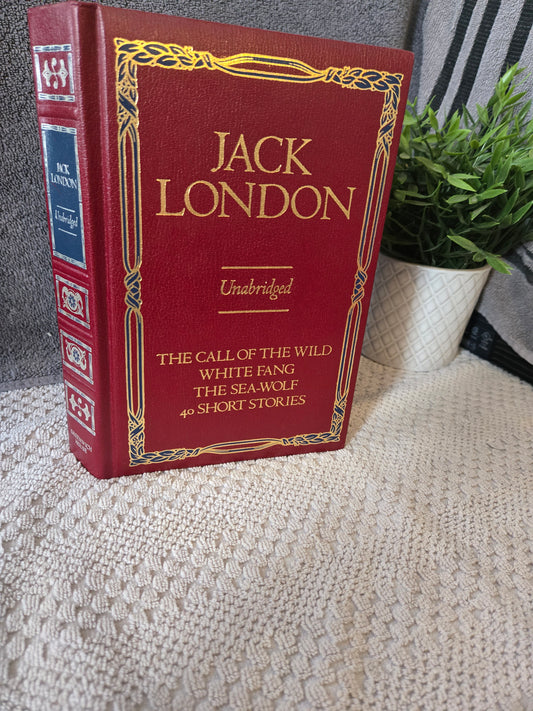 JACK
LONDON
Unabridged
JACK
LONDON
Unabridged
THE CALL OF THE WILD
WHITE FANG
THE SEA-WOLF
40 SHORT STORIES